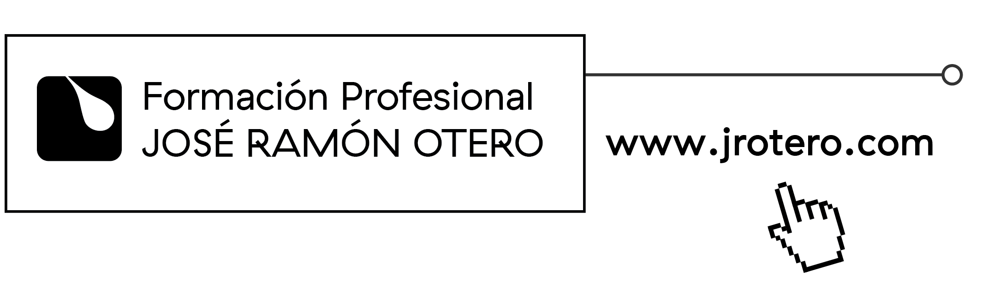 Formación Profesional
JOSÉ RAMÓN OTERO
www.jrotero.com